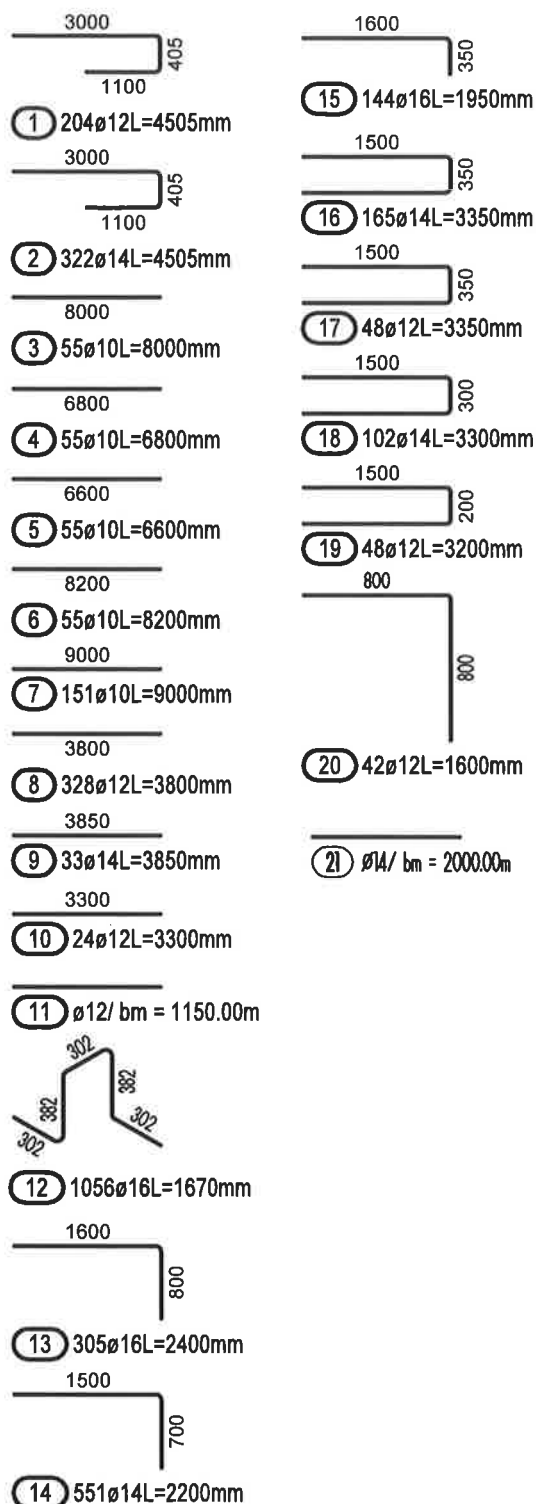 3000
405
1100
1 204ø12L=4505mm
3000
405
1100
2 322ø14L=4505mm
8000
3 55ø10L=8000mm
6800
4 55ø10L=6800mm
6600
5 55ø10L=6600mm
8200
6 55ø10L=8200mm
9000
7 151ø10L=9000mm
3800
8 328ø12L=3800mm
3850
9 33ø14L=3850mm
3300
10 24ø12L=3300mm
11 ø12/ bm = 1150.00m
302
382
382
302
302
12 1056ø16L=1670mm
1600
800
13 305ø16L=2400mm
1500
700
14 551ø14L=2200mm
1600
350
15 144ø16L=1950mm
1500
350
16 165ø14L=3350mm
1500
350
17 48ø12L=3350mm
1500
300
18 102ø14L=3300mm
1500
200
19 48ø12L=3200mm
800
800
20 42ø12L=1600mm
21 ø14/ bm = 2000.00m